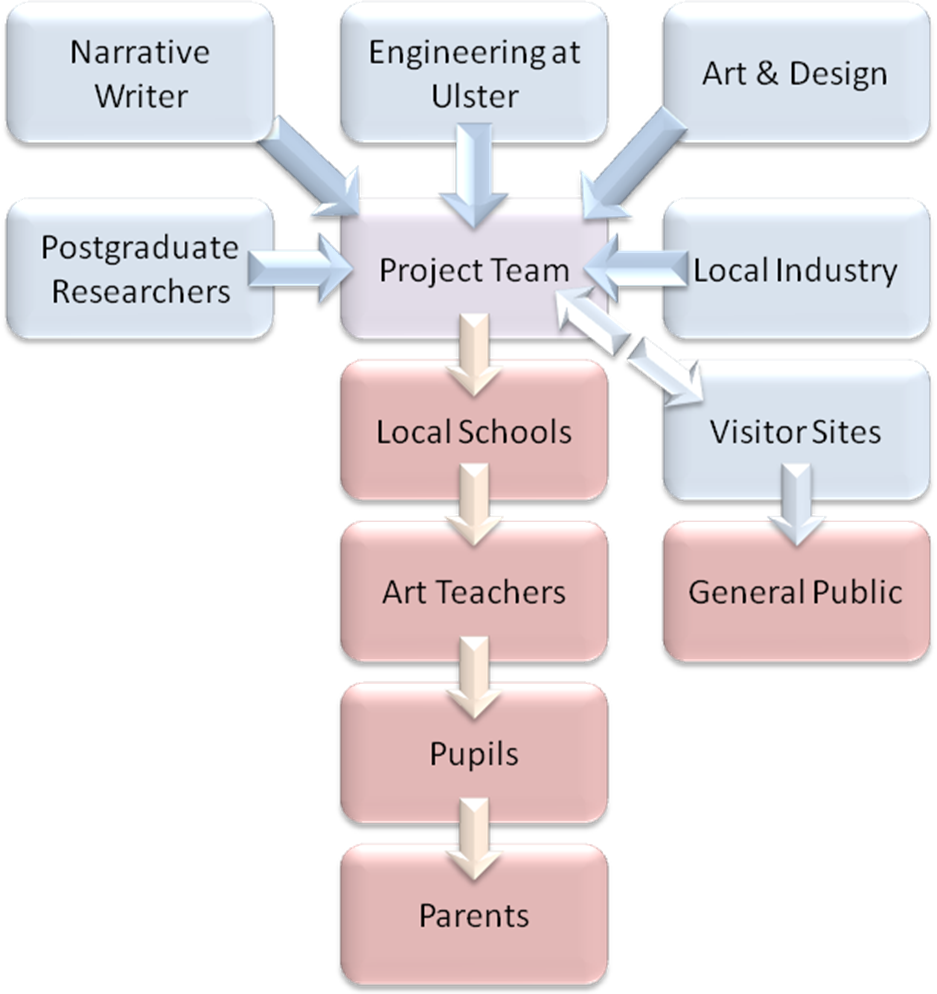 Narrative
Writer
Engineering at
Ulster
Art & Design
Postgraduate
Researchers
Project Team
Local Industry
Local Schools
Visitor Sites
Art Teachers
General Public
Pupils
Parents